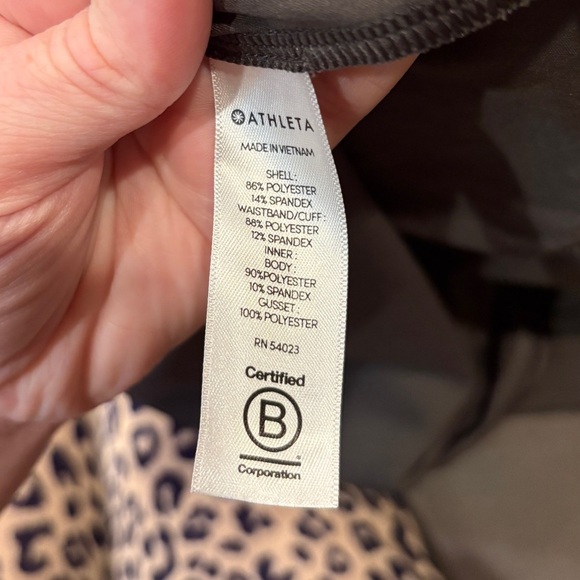 ATHLETA
MADE IN VIETNAM
SHELL :
86% POLYESTER
14% SPANDEX
WAISTBAND/CUFF :
88% POLYESTER
12% SPANDEX
INNER :
BODY :
90%POLYESTER
10% SPANDEX
GUSSET :
100% POLYESTER
RN 54023
Certified
B
Corporation